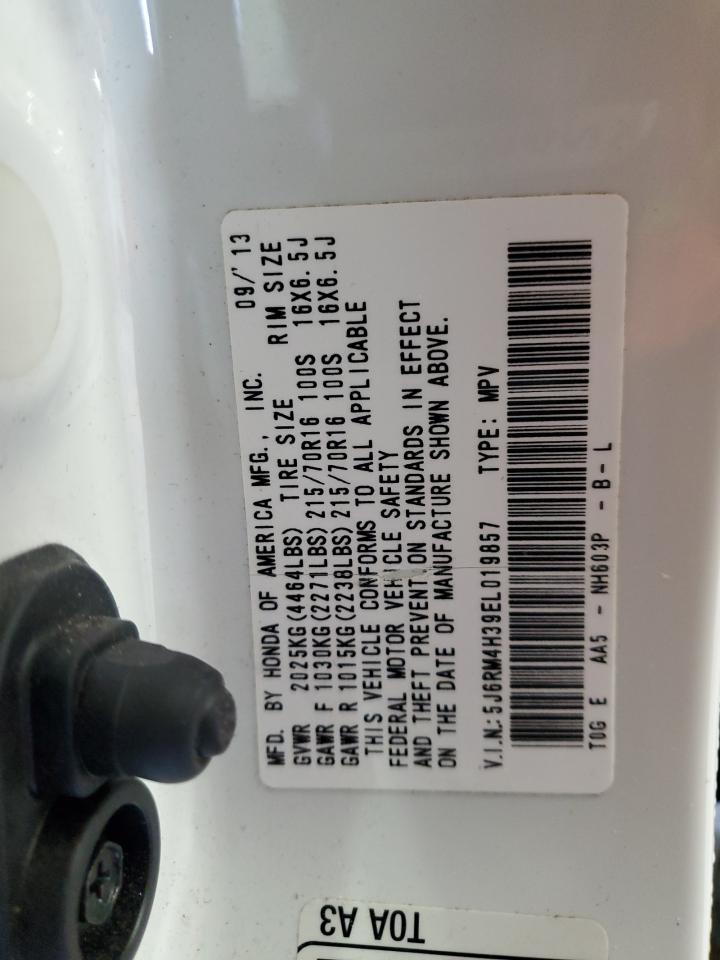 MFD. BY HONDA OF AMERICA MFG., INC. 09/'13
GVWR 2025KG(4464LBS) TIRE SIZE RIM SIZE
GAWR F 1030KG(2271LBS) 215/70R16 100S 16X6.5J
GAWR R 1015KG(2238LBS) 215/70R16 100S 16X6.5J
THIS VEHICLE CONFORMS TO ALL APPLICABLE
FEDERAL MOTOR VEHICLE SAFETY
AND THEFT PREVENTION STANDARDS IN EFFECT
ON THE DATE OF MANUFACTURE SHOWN ABOVE.
V.I.N.: 5J6RM4H39EL019857 TYPE: MPV
T0G E AA5 - NH603P - B-L
T0A A3